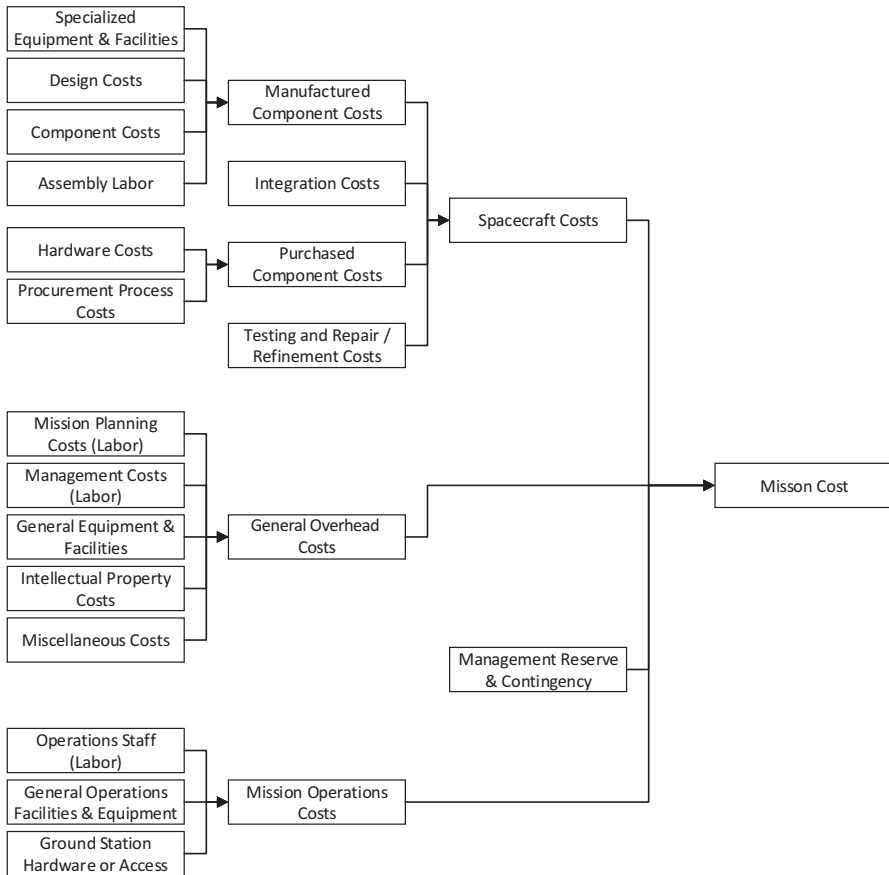 Specialized
Equipment & Facilities
Design Costs
Component Costs
Assembly Labor
Manufactured
Component Costs
Integration Costs
Hardware Costs
Procurement Process
Costs
Purchased
Component Costs
Testing and Repair /
Refinement Costs
Spacecraft Costs
Mission Planning
Costs (Labor)
Management Costs
(Labor)
General Equipment &
Facilities
Intellectual Property
Costs
Miscellaneous Costs
General Overhead
Costs
Management Reserve
& Contingency
Misson Cost
Operations Staff
(Labor)
General Operations
Facilities & Equipment
Ground Station
Hardware or Access
Mission Operations
Costs